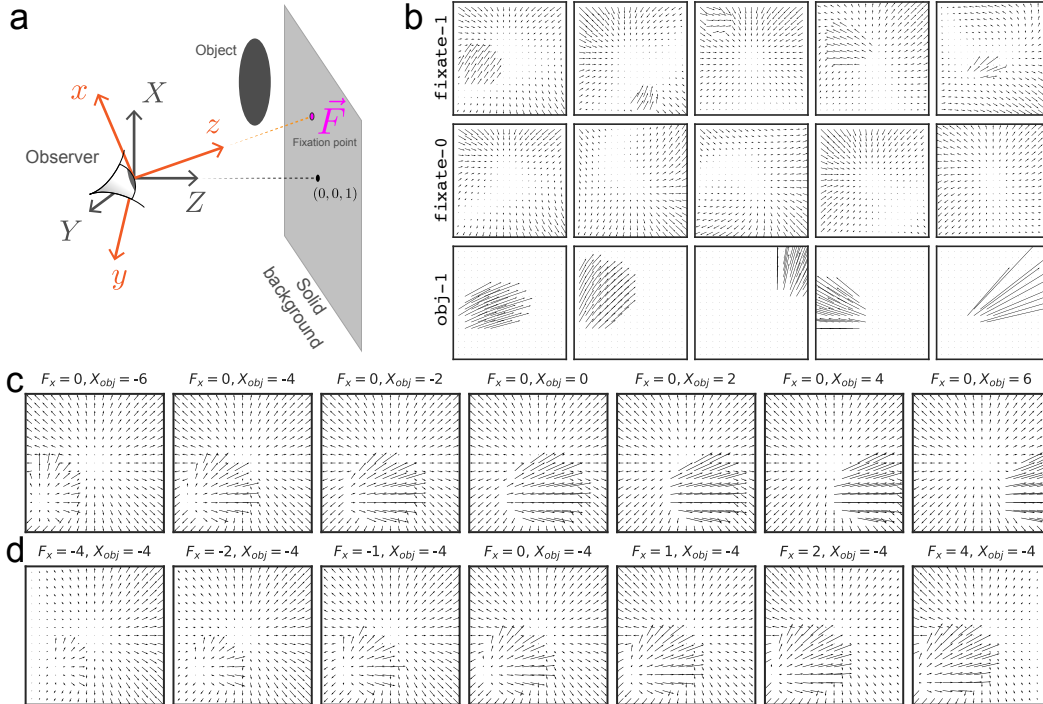 a
Object
x
X
z
F
Fixation point
Observer
Z
(0, 0, 1)
Y
y
Solid
background
b
fixate-1
fixate-0
obj-1
c
F_x = 0, X_obj = -6
F_x = 0, X_obj = -4
F_x = 0, X_obj = -2
F_x = 0, X_obj = 0
F_x = 0, X_obj = 2
F_x = 0, X_obj = 4
F_x = 0, X_obj = 6
d
F_x = -4, X_obj = -4
F_x = -2, X_obj = -4
F_x = -1, X_obj = -4
F_x = 0, X_obj = -4
F_x = 1, X_obj = -4
F_x = 2, X_obj = -4
F_x = 4, X_obj = -4